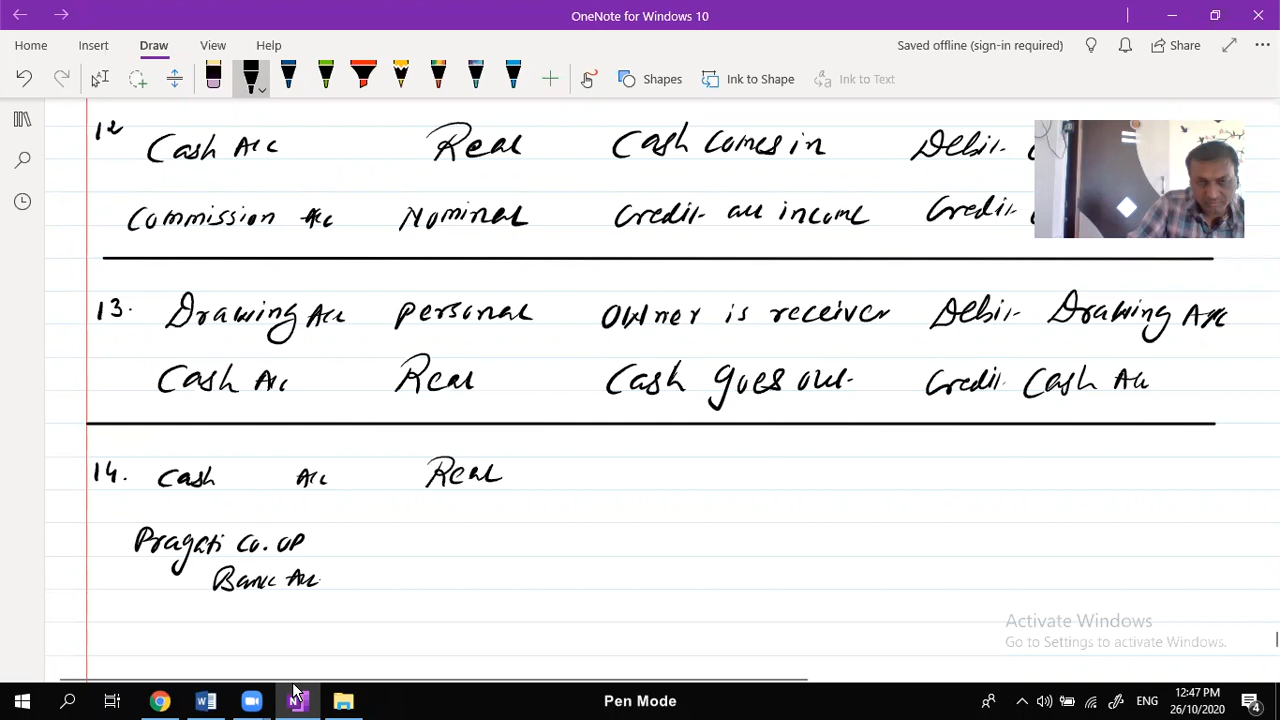 OneNote for Windows 10
Home Insert Draw View Help Saved offline (sign-in required) Share
Shapes Ink to Shape Ink to Text
12 Cash A/c Real Cash Comes in Debit
Commission A/c Nominal Credit all income Credit
13. Drawing A/c personal Owner is receiver Debit Drawing A/c
Cash A/c Real Cash goes out Credit Cash A/c
14. Cash A/c Real
Pragati Co. op
Bank A/c
Activate Windows
Go to Settings to activate Windows.
Pen Mode
ENG
12:47 PM
26/10/2020
4